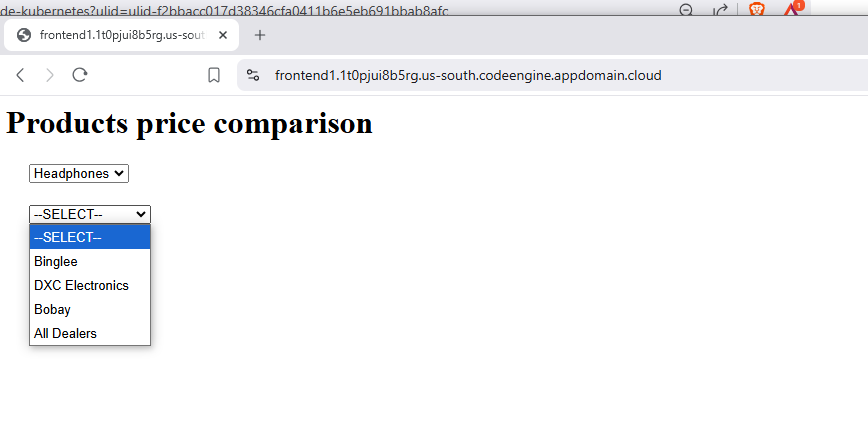 de-kubernetes?ulid=ulid-f2bbacc017d38346cfa0411b6e5eb691bbab8afc
1
frontend1.1t0pjui8b5rg.us-sout
frontend1.1t0pjui8b5rg.us-south.codeengine.appdomain.cloud
Products price comparison
Headphones
--SELECT--
--SELECT--
Binglee
DXC Electronics
Bobay
All Dealers